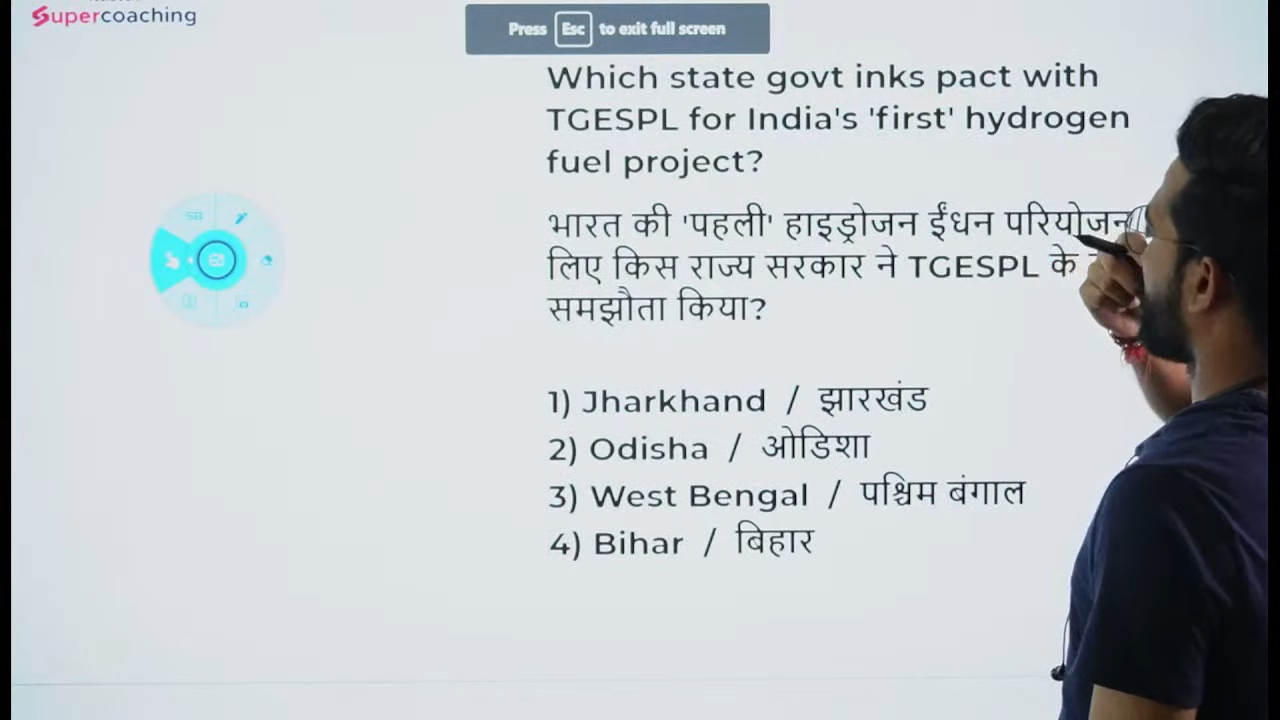 Supercoaching
Press Esc to exit full screen
Which state govt inks pact with
TGESPL for India's 'first' hydrogen
fuel project?
भारत की 'पहली' हाइड्रोजन ईंधन
लिए किस राज्य सरकार ने TGESPL के
समझौता किया?
SB
1) Jharkhand / झारखंड
2) Odisha / ओडिशा
3) West Bengal / पश्चिम बंगाल
4) Bihar / बिहार